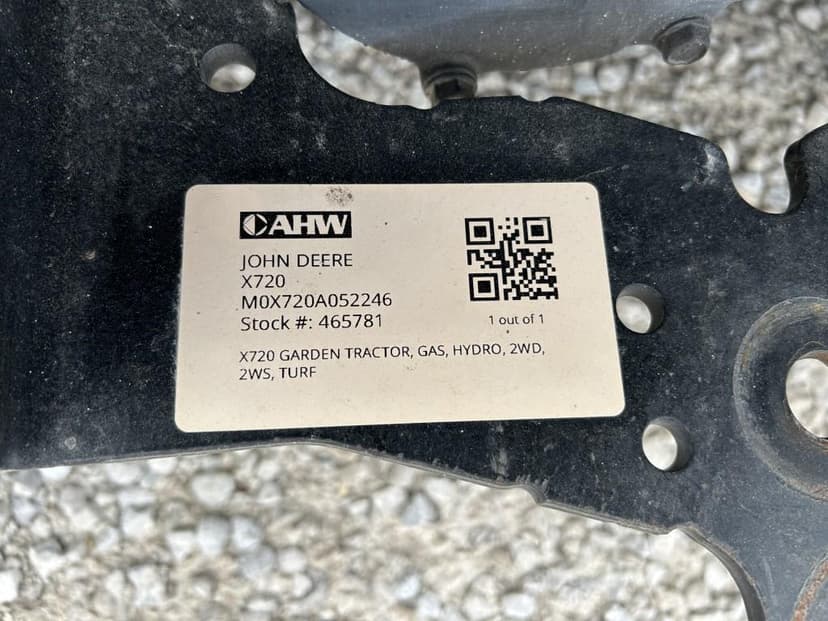 AHW
JOHN DEERE
X720
M0X720A052246
Stock #: 465781
1 out of 1
X720 GARDEN TRACTOR, GAS, HYDRO, 2WD,
2WS, TURF